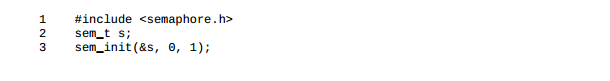 1 #include <semaphore.h>
2 sem_t s;
3 sem_init(&s, 0, 1);